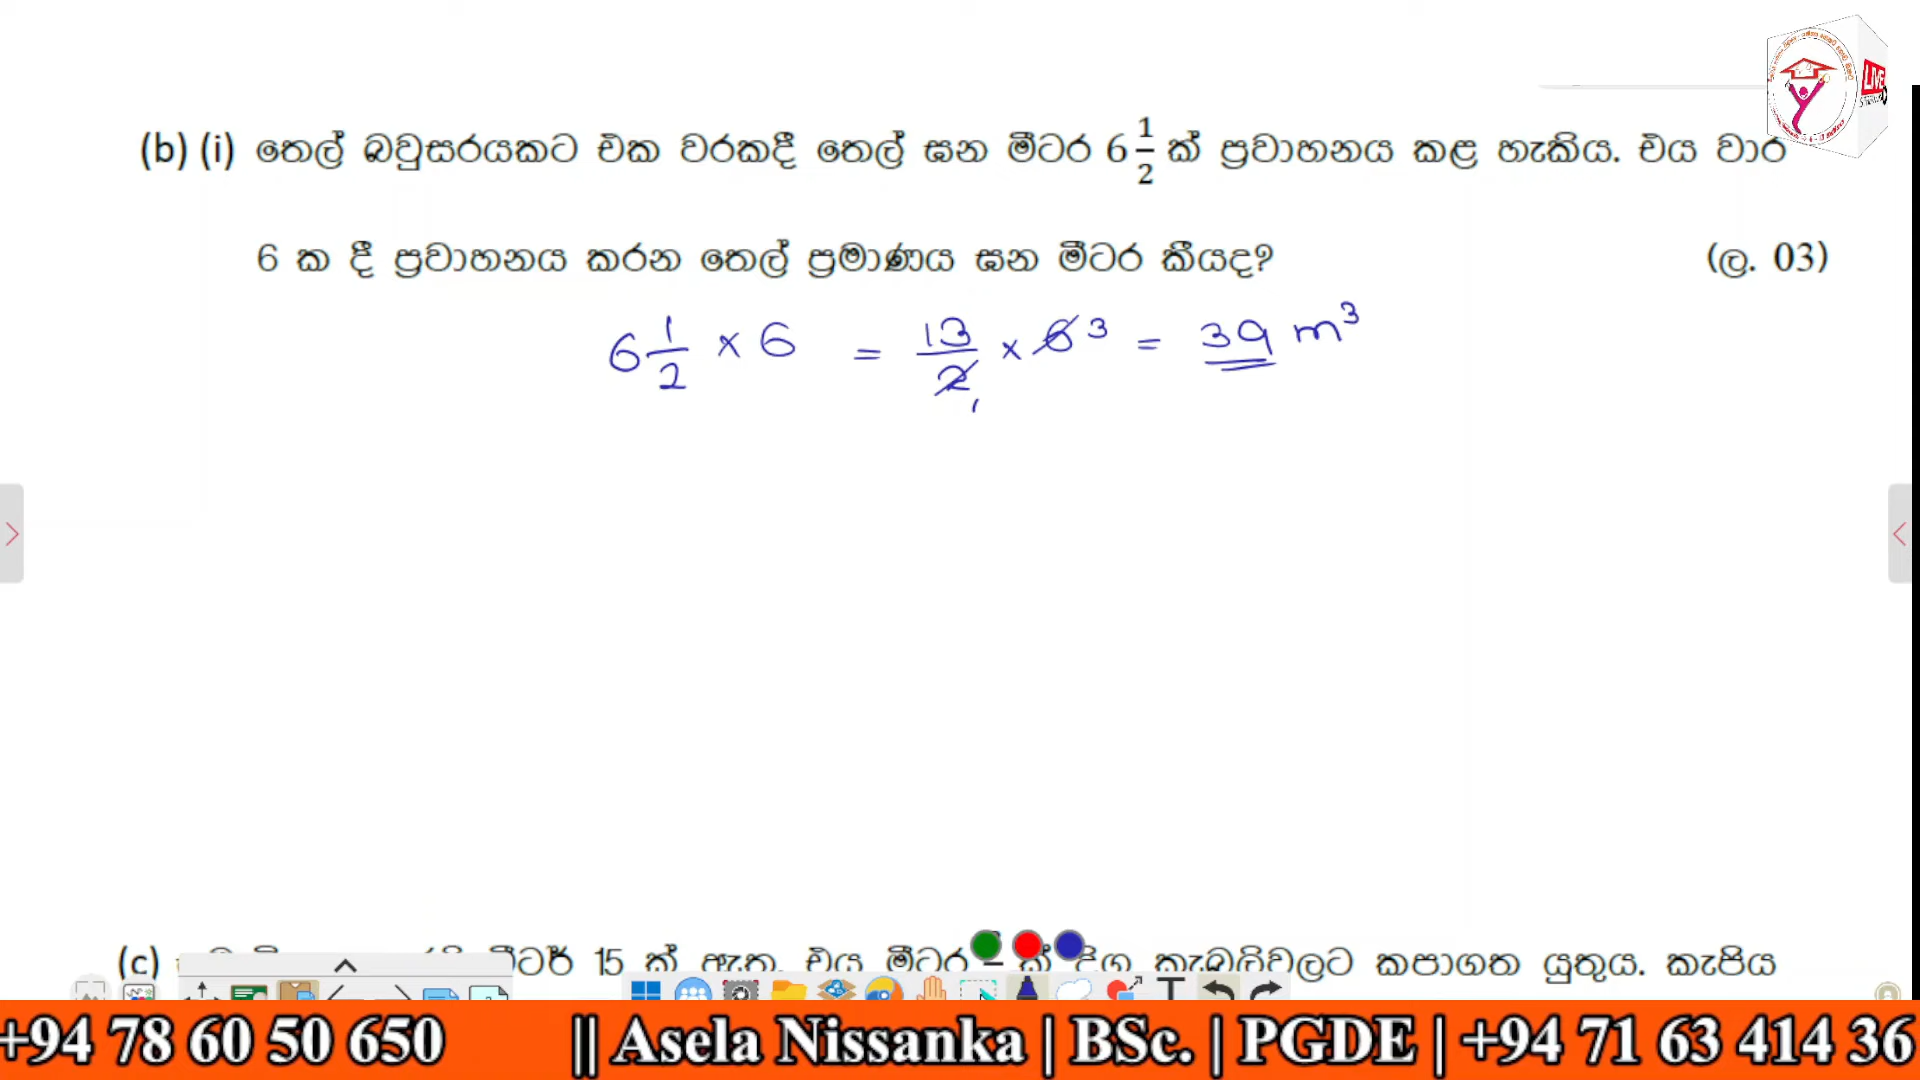 (b) (i) තෙල් බවුසරයකට එක වරකදී තෙල් ඝන මීටර 6 1/2 ක් ප්‍රවාහනය කළ හැකිය. එය වාර
6 ක දී ප්‍රවාහනය කරන තෙල් ප්‍රමාණය ඝන මීටර කීයද? (ල. 03)
6 1/2 × 6 = 13/2 1 × 6 3 = 39 m³
(c) 15 ක් ඇත. එය මීටර ක් දිග කැබලිවලට කපාගත යුතුය. කැපිය
+94 78 60 50 650 || Asela Nissanka | BSc. | PGDE | +94 71 63 414 36
LIVE